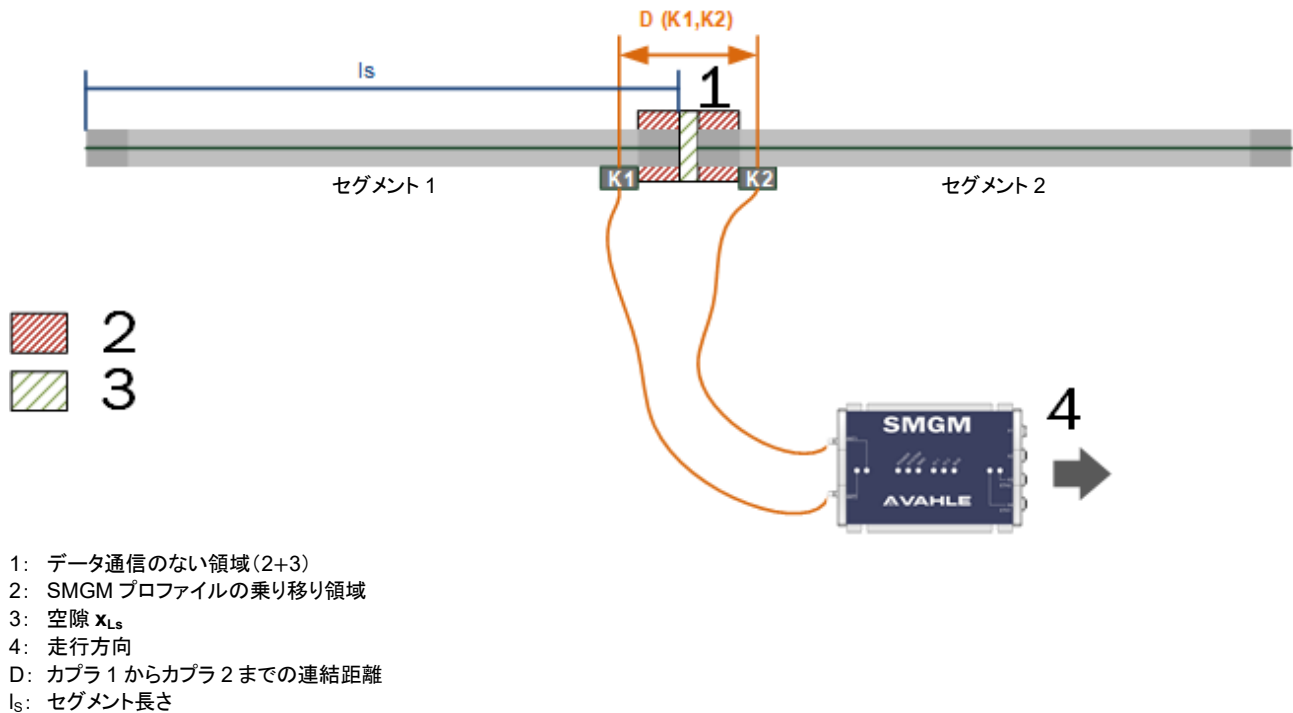 D (K1,K2)
ls
1
セグメント 1
K1
K2
セグメント 2
2
3
4
SMGM
VAHLE
1: データ通信のない領域(2+3)
2: SMGM プロファイルの乗り移り領域
3: 空隙 xLs
4: 走行方向
D: カプラ 1 からカプラ 2 までの連結距離
lS: セグメント長さ